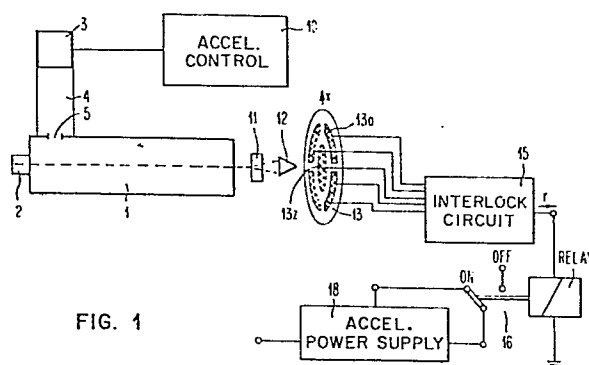 3
ACCEL.
CONTROL
10
4
5
11
12
x
13a
2
1
13z
13
15
INTERLOCK
CIRCUIT
r
OFF
RELAY
ON
16
18
ACCEL.
POWER SUPPLY
FIG. 1